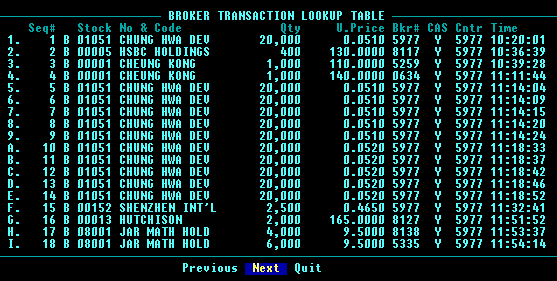 BROKER TRANSACTION LOOKUP TABLE
Seq# Stock No & Code Qty U.Price Bkr# CAS Cntr Time
1. 1 B 01051 CHUNG HWA DEV 20,000 0.0510 5977 Y 5977 10:20:01
2. 2 B 00005 HSBC HOLDINGS 400 130.0000 8117 Y 5977 10:36:39
3. 3 B 00001 CHEUNG KONG 1,000 110.0000 5259 Y 5977 10:39:28
4. 4 B 00001 CHEUNG KONG 1,000 140.0000 0634 Y 5977 11:11:44
5. 5 B 01051 CHUNG HWA DEV 20,000 0.0510 5977 Y 5977 11:14:04
6. 6 B 01051 CHUNG HWA DEV 20,000 0.0510 5977 Y 5977 11:14:09
7. 7 B 01051 CHUNG HWA DEV 20,000 0.0510 5977 Y 5977 11:14:15
8. 8 B 01051 CHUNG HWA DEV 20,000 0.0510 5977 Y 5977 11:14:20
9. 9 B 01051 CHUNG HWA DEV 20,000 0.0510 5977 Y 5977 11:14:24
A. 10 B 01051 CHUNG HWA DEV 20,000 0.0520 5977 Y 5977 11:18:33
B. 11 B 01051 CHUNG HWA DEV 20,000 0.0520 5977 Y 5977 11:18:37
C. 12 B 01051 CHUNG HWA DEV 20,000 0.0520 5977 Y 5977 11:18:42
D. 13 B 01051 CHUNG HWA DEV 20,000 0.0520 5977 Y 5977 11:18:46
E. 14 B 01051 CHUNG HWA DEV 20,000 0.0520 5977 Y 5977 11:18:52
F. 15 B 00152 SHENZHEN INT'L 2,500 0.4650 5977 Y 5977 11:32:41
G. 16 B 00013 HUTCHISON 2,000 165.0000 8127 Y 5977 11:51:52
H. 17 B 08001 JAR MATH HOLD 4,000 9.5000 8138 Y 5977 11:53:37
I. 18 B 08001 JAR MATH HOLD 6,000 9.5000 5335 Y 5977 11:54:14
Previous Next Quit